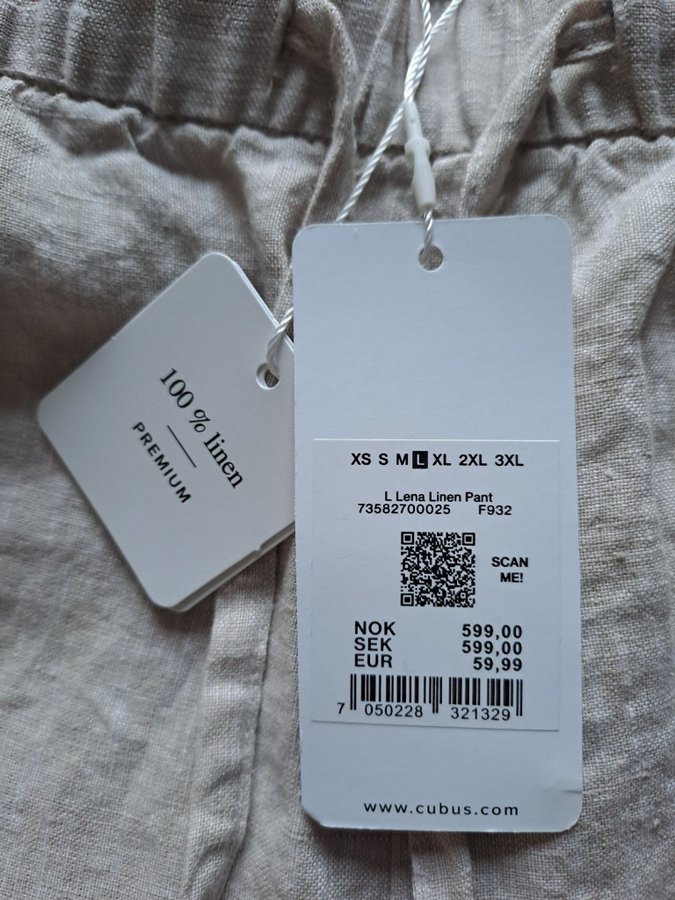 100 % linen
PREMIUM
XS S M L XL 2XL 3XL
L Lena Linen Pant
73582700025 F932
SCAN
ME!
NOK 599,00
SEK 599,00
EUR 59,99
7 050228 321329
www.cubus.com